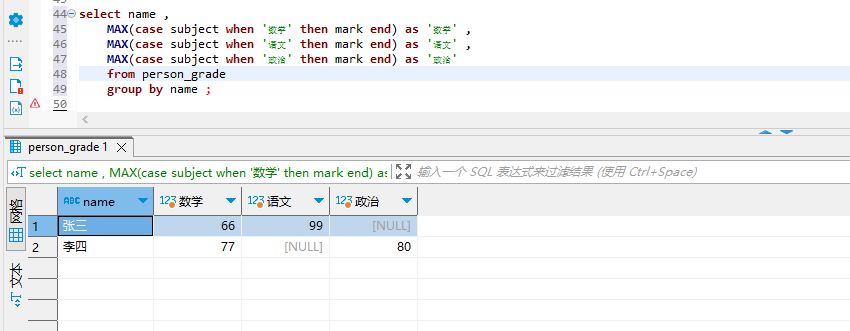 44 select name ,
45 MAX(case subject when '数学' then mark end) as '数学' ,
46 MAX(case subject when '语文' then mark end) as '语文' ,
47 MAX(case subject when '政治' then mark end) as '政治'
48 from person_grade
49 group by name ;
50
person_grade 1
select name , MAX(case subject when '数学' then mark end) as 输入一个 SQL 表达式来过滤结果 (使用 Ctrl+Space)
网格
文本
ABC name 123 数学 123 语文 123 政治
1 张三 66 99 [NULL]
2 李四 77 [NULL] 80